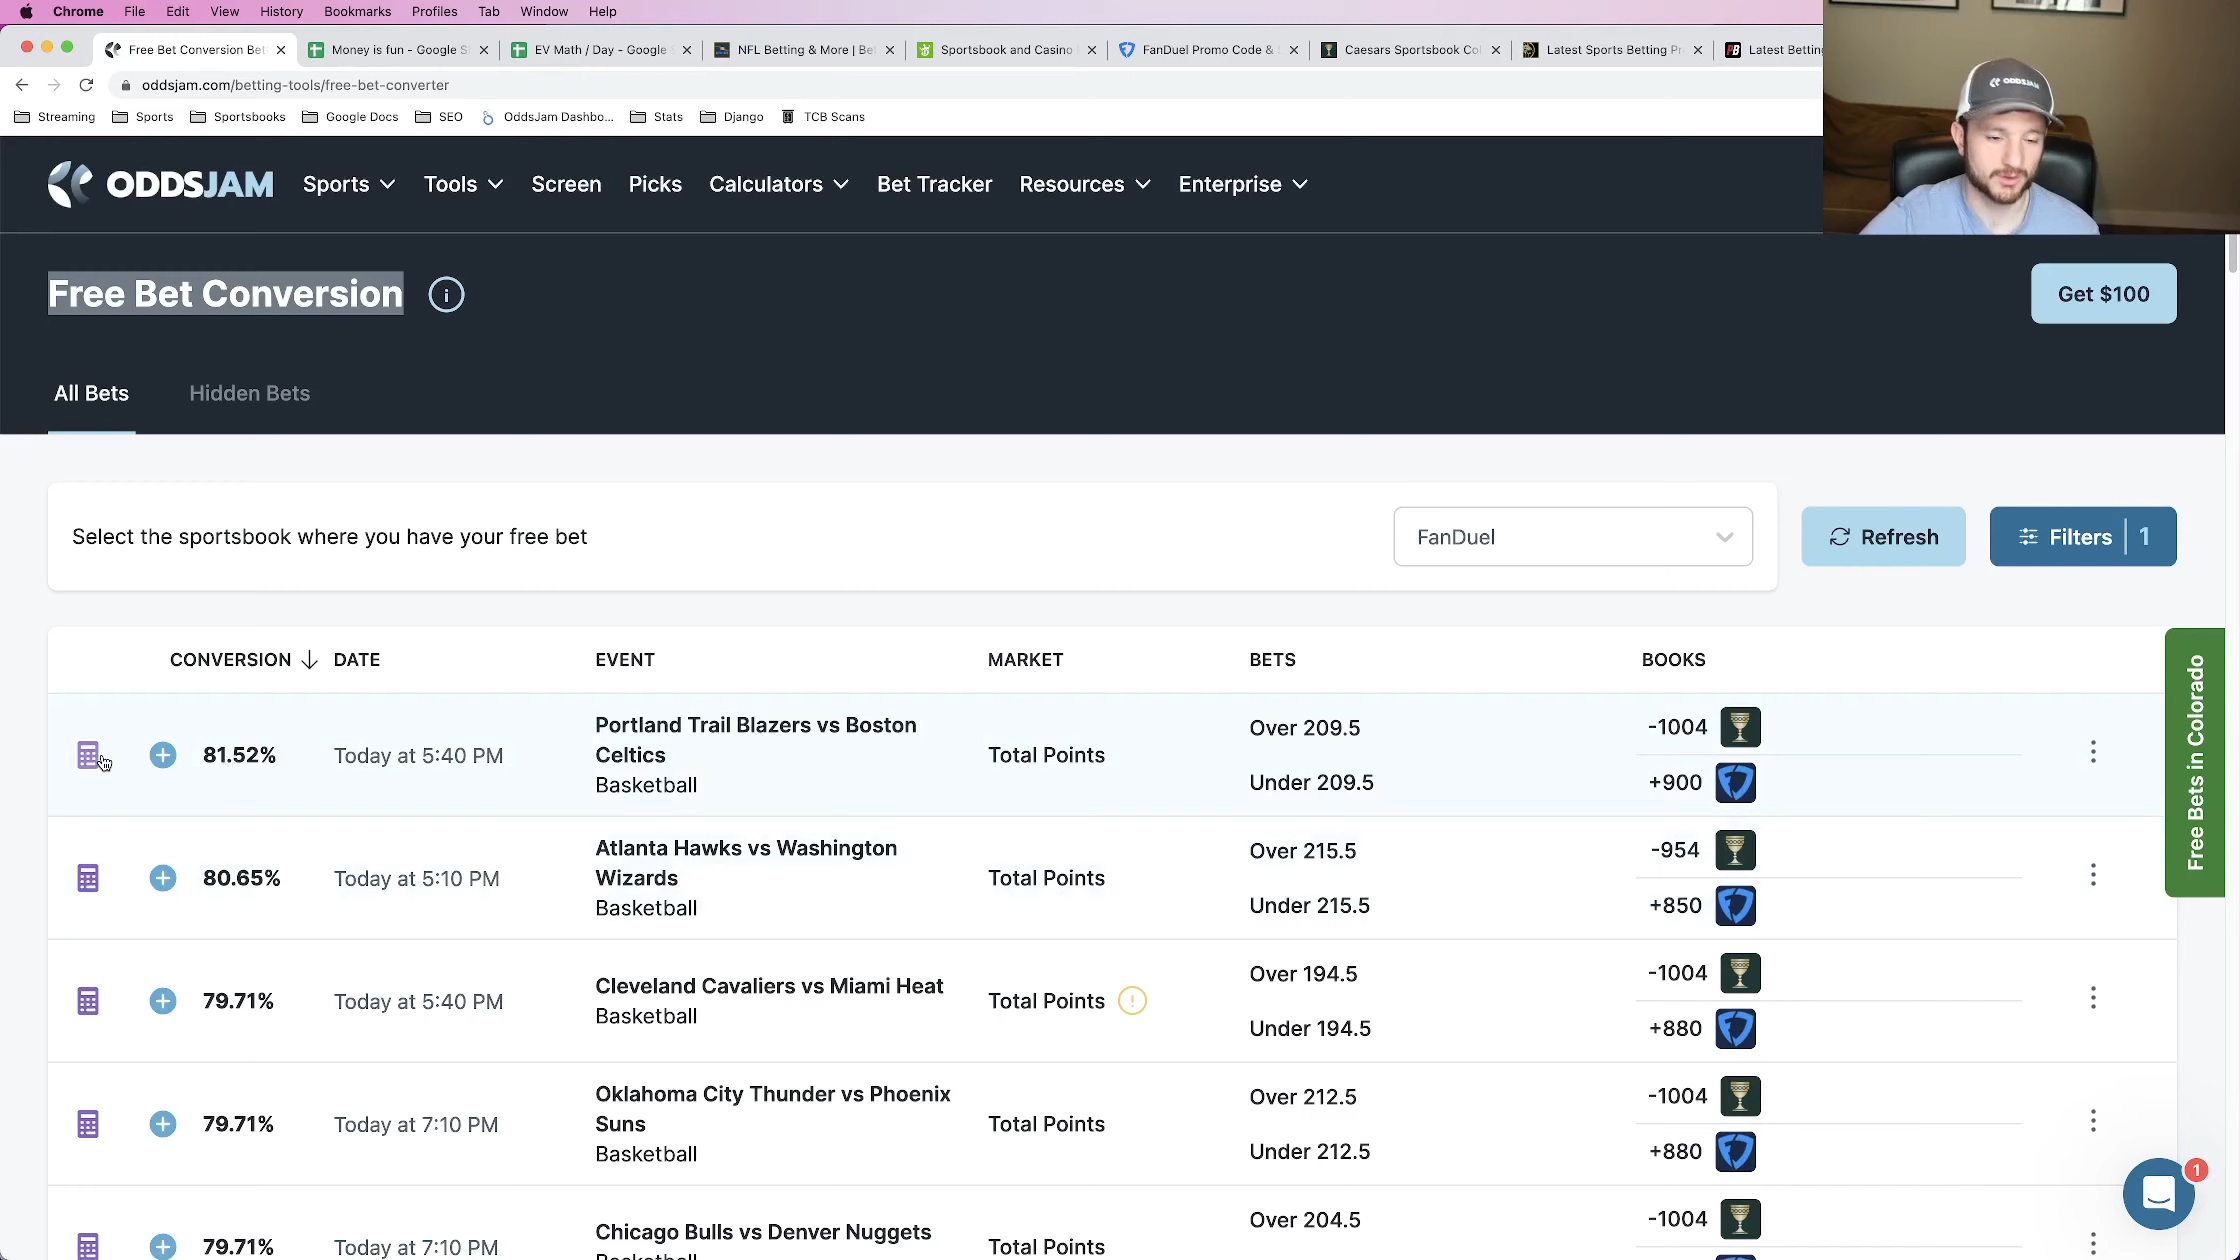 Chrome File Edit View History Bookmarks Profiles Tab Window Help
Free Bet Conversion Bet
Money is fun - Google S
EV Math / Day - Google
NFL Betting & More | Be
Sportsbook and Casino
FanDuel Promo Code &
Caesars Sportsbook Co
Latest Sports Betting Pr
Latest Betting
oddsjam.com/betting-tools/free-bet-converter
Streaming Sports Sportsbooks Google Docs SEO OddsJam Dashbo... Stats Django TCB Scans
ODDSJAM
ODDSJAM Sports Tools Screen Picks Calculators Bet Tracker Resources Enterprise
Free Bet Conversion i
Get $100
All Bets Hidden Bets
Select the sportsbook where you have your free bet
FanDuel
Refresh
Filters 1
Free Bets in Colorado
CONVERSION DATE EVENT MARKET BETS BOOKS
81.52% Today at 5:40 PM
Portland Trail Blazers vs Boston
Celtics
Basketball
Total Points
Over 209.5 -1004
Under 209.5 +900
80.65% Today at 5:10 PM
Atlanta Hawks vs Washington
Wizards
Basketball
Total Points
Over 215.5 -954
Under 215.5 +850
79.71% Today at 5:40 PM
Cleveland Cavaliers vs Miami Heat
Basketball
Total Points !
Over 194.5 -1004
Under 194.5 +880
79.71% Today at 7:10 PM
Oklahoma City Thunder vs Phoenix
Suns
Basketball
Total Points
Over 212.5 -1004
Under 212.5 +880
79.71% Today at 7:10 PM
Chicago Bulls vs Denver Nuggets
Basketball
Total Points
Over 204.5 -1004
1